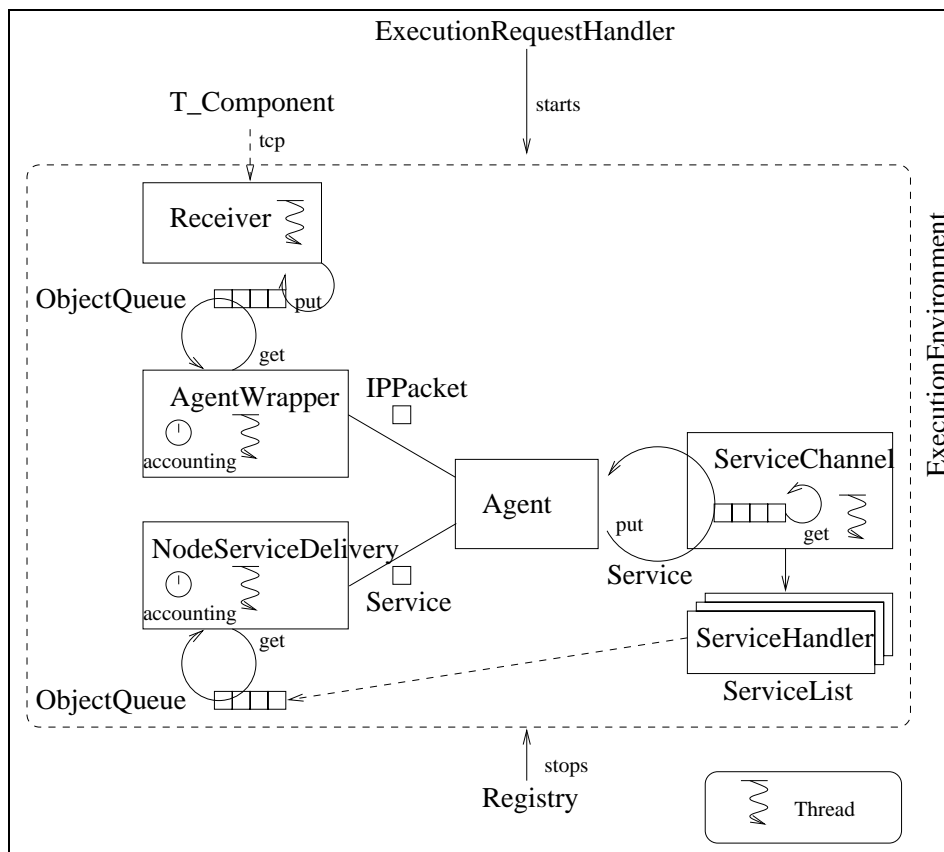 ExecutionRequestHandler
starts
T_Component
tcp
Receiver
ObjectQueue
put
get
AgentWrapper
accounting
IPPacket
Agent
ServiceChannel
put
get
Service
NodeServiceDelivery
accounting
Service
get
ObjectQueue
ServiceHandler
ServiceList
ExecutionEnvironment
stops
Registry
Thread